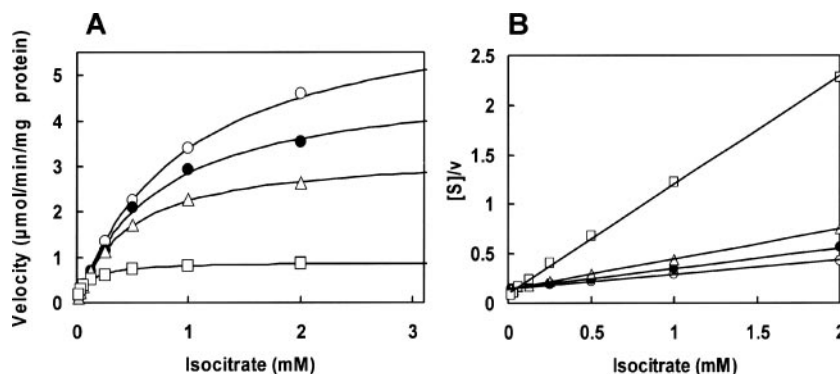 A
Velocity (µmol/min/mg protein)
5
4
3
2
1
0
0 1 2 3
Isocitrate (mM)
B
[S]/v
2.5
2
1.5
1
0.5
0
0 0.5 1 1.5 2
Isocitrate (mM)